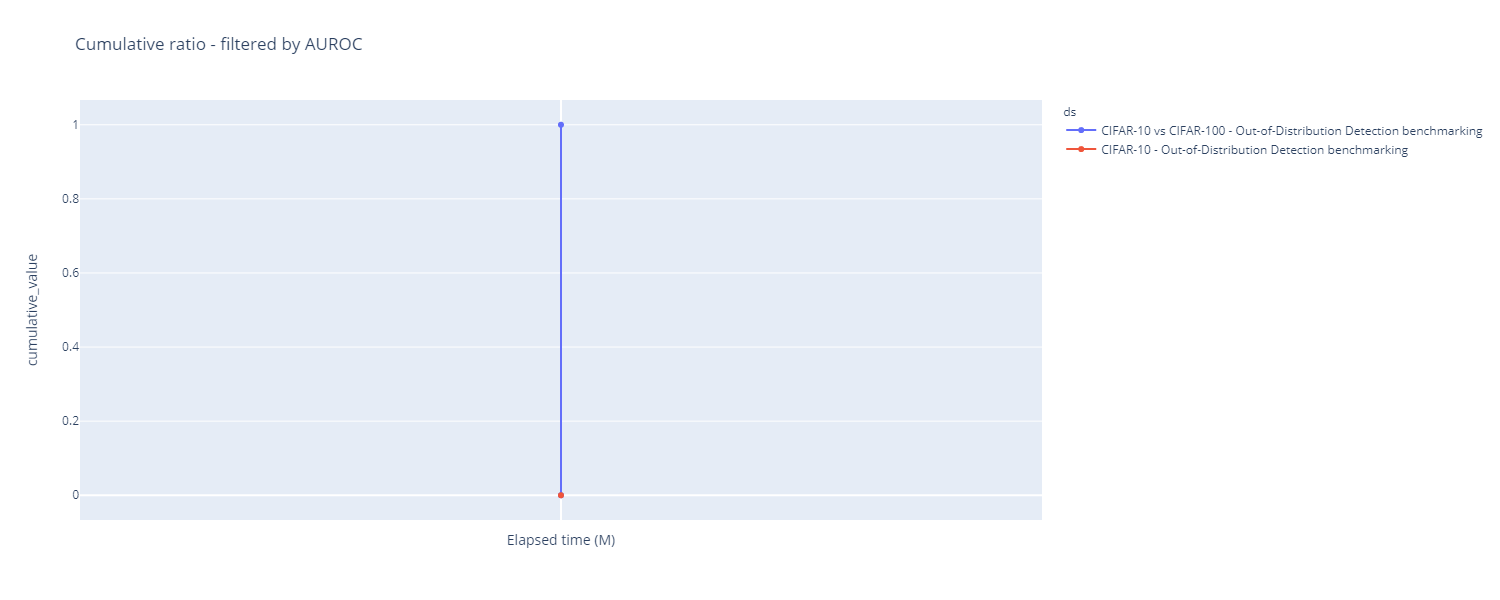 Cumulative ratio - filtered by AUROC
ds
CIFAR-10 vs CIFAR-100 - Out-of-Distribution Detection benchmarking
CIFAR-10 - Out-of-Distribution Detection benchmarking
1
0.8
0.6
0.4
0.2
0
cumulative_value
Elapsed time (M)